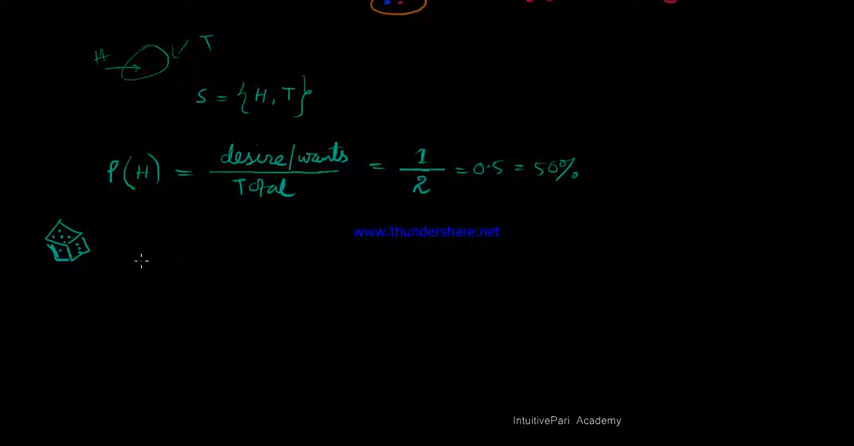 H T
S = {H, T}
P(H) = desire/wants / Total = 1/2 = 0.5 = 50%
www.thundershare.net
IntuitivePari Academy